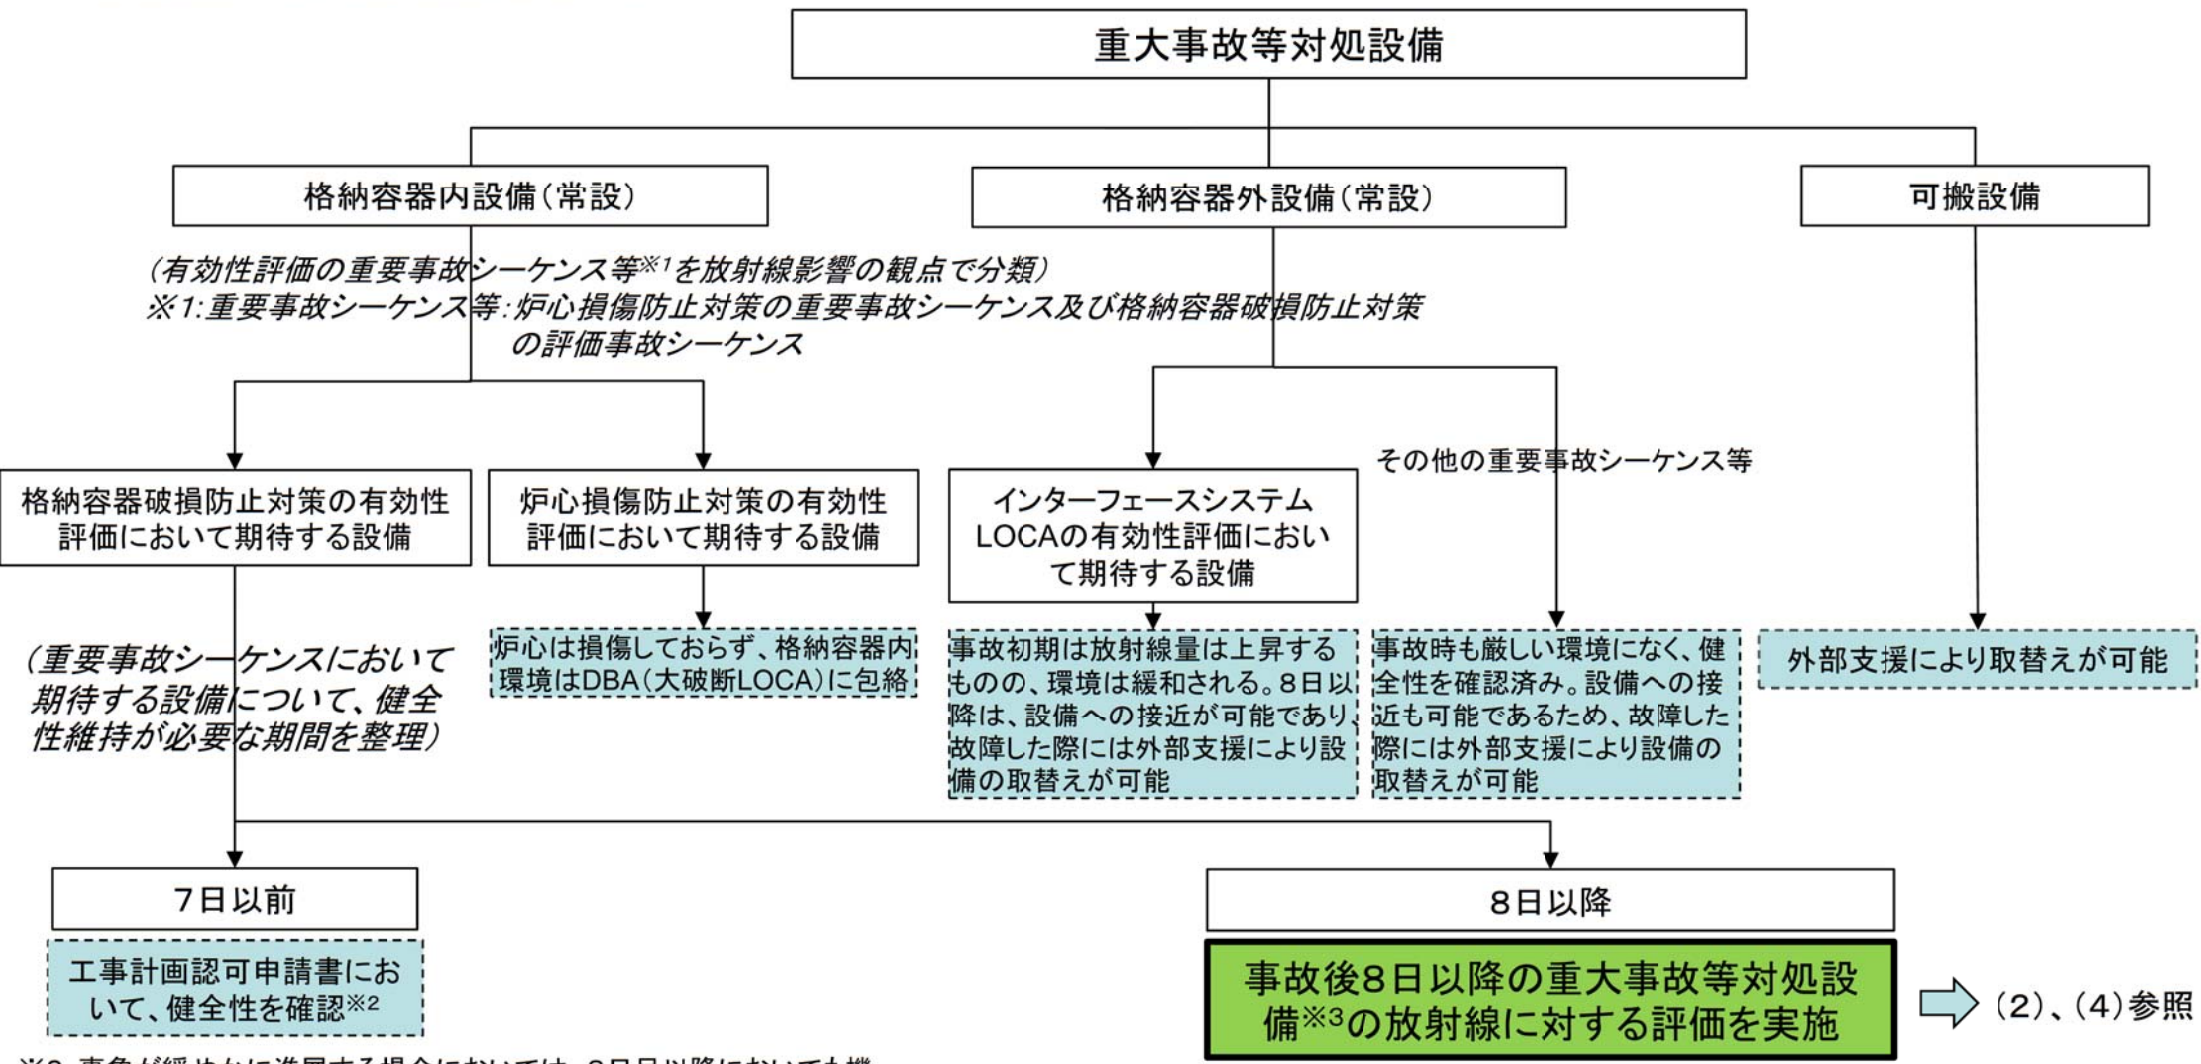 重大事故等対処設備
格納容器内設備(常設)
格納容器外設備(常設)
可搬設備
(有効性評価の重要事故シーケンス等※1を放射線影響の観点で分類)
※1:重要事故シーケンス等:炉心損傷防止対策の重要事故シーケンス及び格納容器破損防止対策
の評価事故シーケンス
その他の重要事故シーケンス等
格納容器破損防止対策の有効性
評価において期待する設備
炉心損傷防止対策の有効性
評価において期待する設備
インターフェースシステム
LOCAの有効性評価におい
て期待する設備
(重要事故シーケンスにおいて
期待する設備について、健全
性維持が必要な期間を整理)
炉心は損傷しておらず、格納容器内
環境はDBA(大破断LOCA)に包絡
事故初期は放射線量は上昇する
ものの、環境は緩和される。8日以
降は、設備への接近が可能であり、
故障した際には外部支援により設
備の取替えが可能
事故時も厳しい環境になく、健
全性を確認済み。設備への接
近も可能であるため、故障した
際には外部支援により設備の
取替えが可能
外部支援により取替えが可能
7日以前
8日以降
工事計画認可申請書にお
いて、健全性を確認※2
事故後8日以降の重大事故等対処設
備※3の放射線に対する評価を実施
(2)、(4)参照